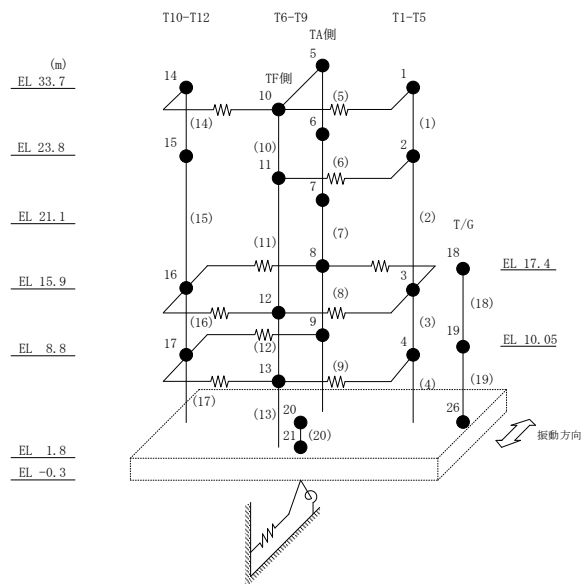 T10-T12 T6-T9 T1-T5
TA側
(m) 5
EL 33.7 14 TF側 1
10 (5)
(14) (1)
6
EL 23.8 15 (10) 2
11 (6)
7
EL 21.1 (15) (7) (2) T/G
(11) 8 18 EL 17.4
EL 15.9 16 3
12 (8) (18)
(16) 9 (3)
EL 8.8 17 (12) 4 19 EL 10.05
13 (9)
(17) (13) (4) (19)
20 26
21 (20) 振動方向
EL 1.8
EL -0.3